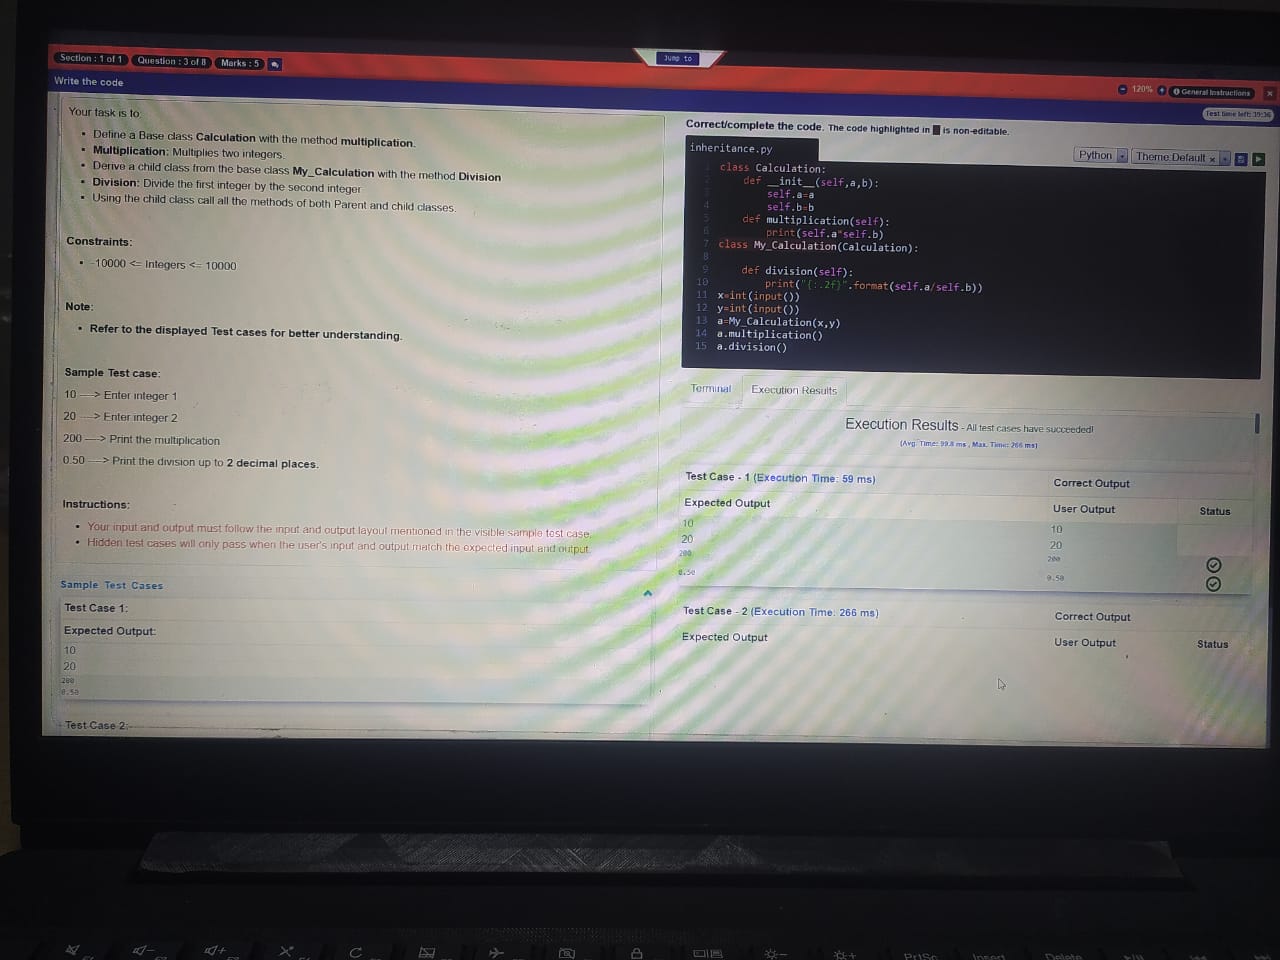 Section : 1 of 1 Question : 3 of 8 Marks : 5
Jump to
120% General Instructions
Write the code
Test time left: 39:36
Your task is to:
Define a Base class Calculation with the method multiplication.
Multiplication: Multiplies two integers.
Derive a child class from the base class My_Calculation with the method Division
Division: Divide the first integer by the second integer
Using the child class call all the methods of both Parent and child classes.
Constraints:
-10000 <= Integers <= 10000
Note:
Refer to the displayed Test cases for better understanding.
Sample Test case:
10 ---> Enter integer 1
20 ---> Enter integer 2
200 ---> Print the multiplication
0.50 ---> Print the division up to 2 decimal places.
Instructions:
Your input and output must follow the input and output layout mentioned in the visible sample test case.
Hidden test cases will only pass when the user's input and output match the expected input and output.
Sample Test Cases
Test Case 1:
Expected Output:
10
20
200
0.50
Test Case 2:
Correct/complete the code. The code highlighted in is non-editable.
inheritance.py
Python Theme:Default
1 class Calculation:
2 def __init__(self,a,b):
3 self.a=a
4 self.b=b
5 def multiplication(self):
6 print(self.a*self.b)
7 class My_Calculation(Calculation):
8
9 def division(self):
10 print("{:.2f}".format(self.a/self.b))
11 x=int(input())
12 y=int(input())
13 a=My_Calculation(x,y)
14 a.multiplication()
15 a.division()
Terminal Execution Results
Execution Results - All test cases have succeeded!
(Avg. Time: 99.8 ms , Max. Time: 266 ms)
Test Case - 1 (Execution Time: 59 ms) Correct Output
Expected Output User Output Status
10 10
20 20
200 200
0.50 0.50
Test Case - 2 (Execution Time: 266 ms) Correct Output
Expected Output User Output Status
PrtSc Insert Delete